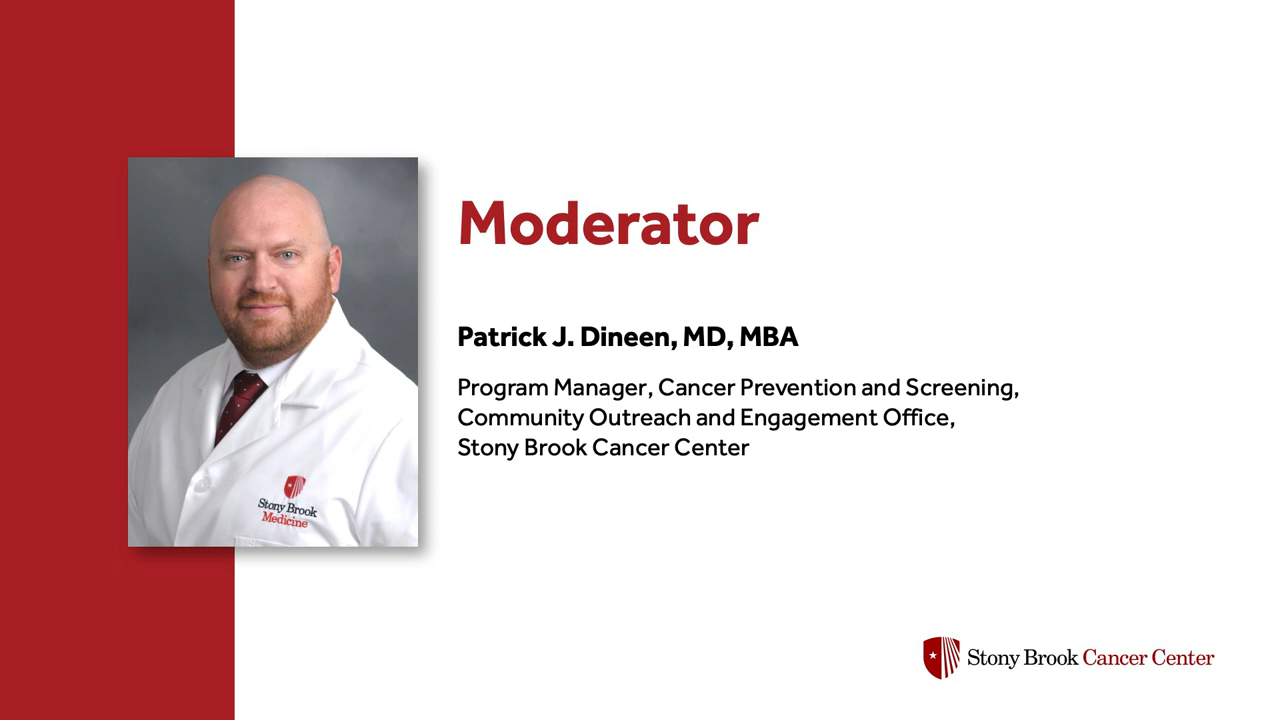 Moderator
Patrick J. Dineen, MD, MBA
Program Manager, Cancer Prevention and Screening,
Community Outreach and Engagement Office,
Stony Brook Cancer Center
Stony Brook
Medicine
Stony Brook Cancer Center